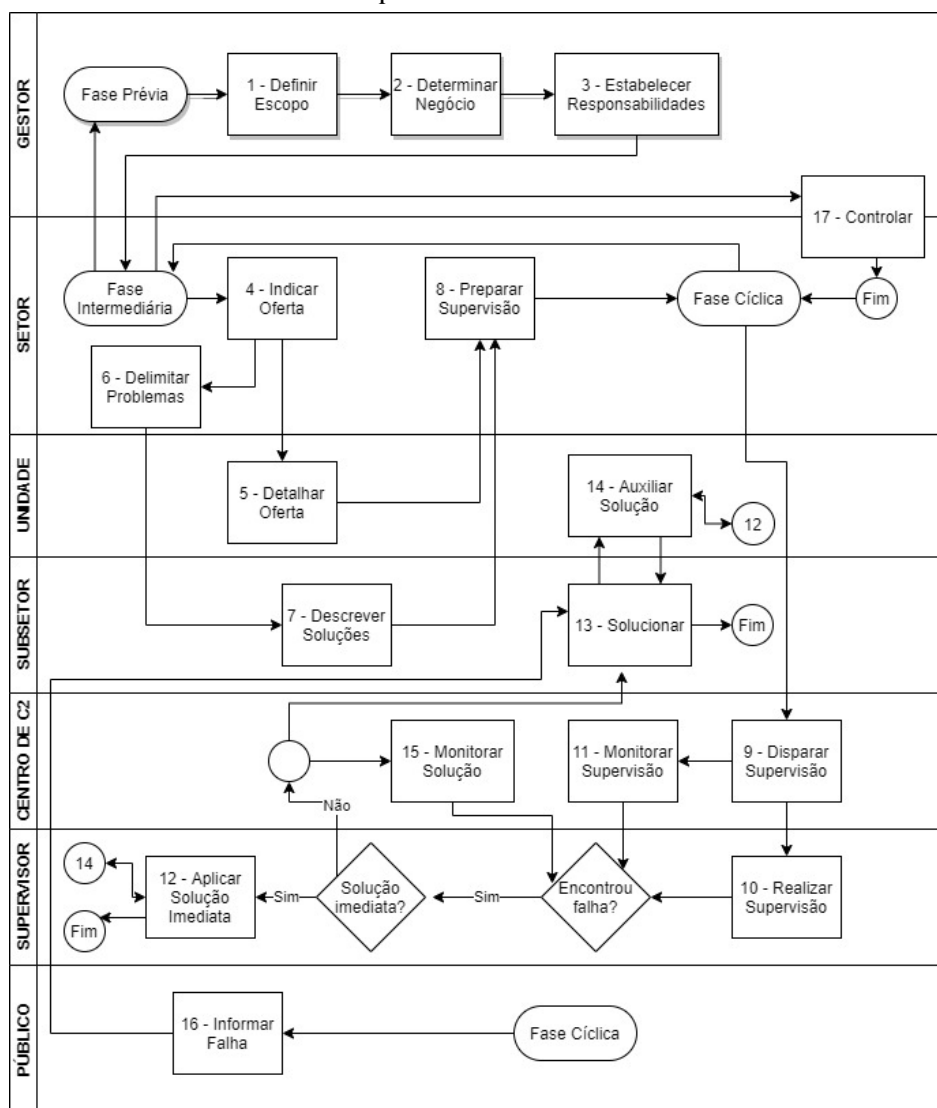 GESTOR
Fase Prévia
1 - Definir
Escopo
2 - Determinar
Negócio
3 - Estabelecer
Responsabilidades
17 - Controlar
SETOR
Fase
Intermediária
4 - Indicar
Oferta
8 - Preparar
Supervisão
Fase Cíclica
Fim
6 - Delimitar
Problemas
UNIDADE
5 - Detalhar
Oferta
14 - Auxiliar
Solução
12
SUBSETOR
7 - Descrever
Soluções
13 - Solucionar
Fim
CENTRO DE C2
15 - Monitorar
Solução
11 - Monitorar
Supervisão
9 - Disparar
Supervisão
Não
SUPERVISOR
14
Fim
12 - Aplicar
Solução
Imediata
Sim
Solução
imediata?
Sim
Encontrou
falha?
10 - Realizar
Supervisão
PÚBLICO
16 - Informar
Falha
Fase Cíclica